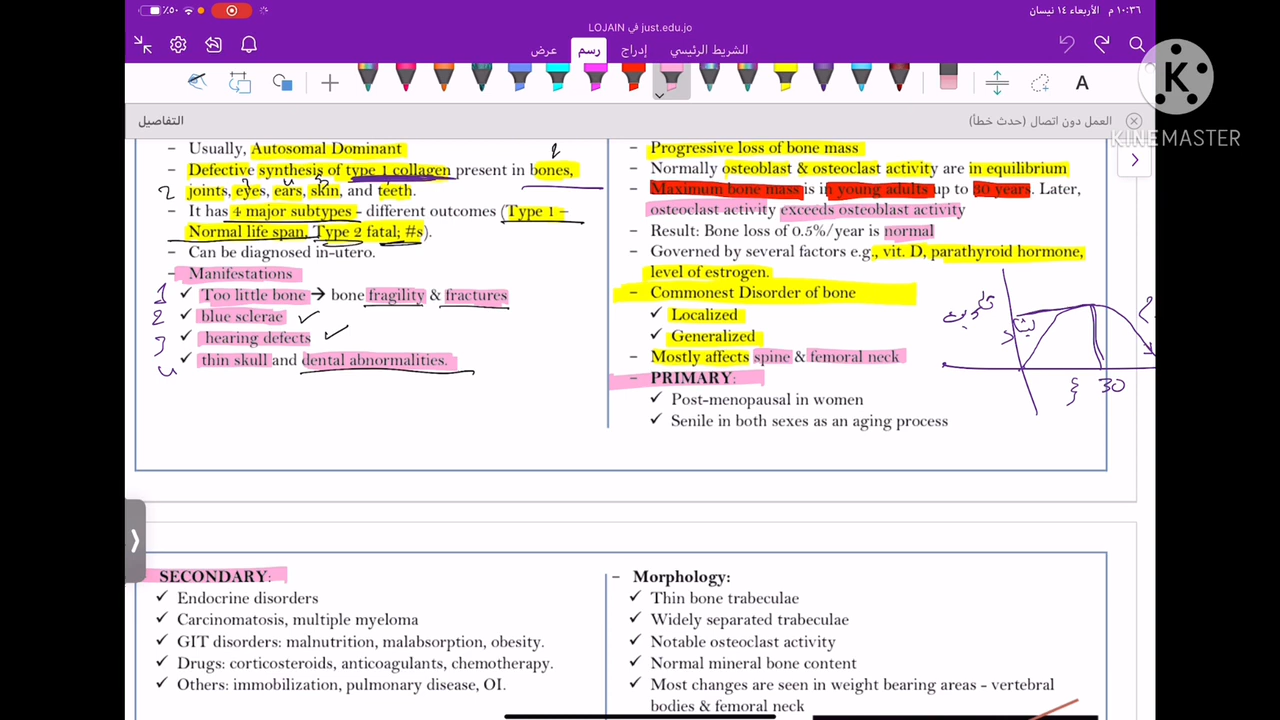 ١٠:٣٦ م الأربعاء ١٤ نيسان
٥٠٪
LOJAIN في just.edu.jo
الشريط الرئيسي
إدراج
رسم
عرض
A
العمل دون اتصال (حدث خطأ)
التفاصيل
K
KINEMASTER
– Usually, Autosomal Dominant
– Defective synthesis of type 1 collagen present in bones,
joints, eyes, ears, skin, and teeth.
– It has 4 major subtypes - different outcomes (Type 1 –
Normal life span, Type 2 fatal; #s).
– Can be diagnosed in-utero.
– Manifestations
1 ✓ Too little bone → bone fragility & fractures
2 ✓ blue sclerae ✓
3 ✓ hearing defects ✓
✓ thin skull and dental abnormalities.
– Progressive loss of bone mass
– Normally osteoblast & osteoclast activity are in equilibrium
– Maximum bone mass is in young adults up to 30 years. Later,
osteoclast activity exceeds osteoblast activity
– Result: Bone loss of 0.5%/year is normal
– Governed by several factors e.g., vit. D, parathyroid hormone,
level of estrogen.
– Commonest Disorder of bone
✓ Localized
✓ Generalized
– Mostly affects spine & femoral neck
– PRIMARY:
✓ Post-menopausal in women
✓ Senile in both sexes as an aging process
30
SECONDARY:
✓ Endocrine disorders
✓ Carcinomatosis, multiple myeloma
✓ GIT disorders: malnutrition, malabsorption, obesity.
✓ Drugs: corticosteroids, anticoagulants, chemotherapy.
✓ Others: immobilization, pulmonary disease, OI.
– Morphology:
✓ Thin bone trabeculae
✓ Widely separated trabeculae
✓ Notable osteoclast activity
✓ Normal mineral bone content
✓ Most changes are seen in weight bearing areas - vertebral
bodies & femoral neck